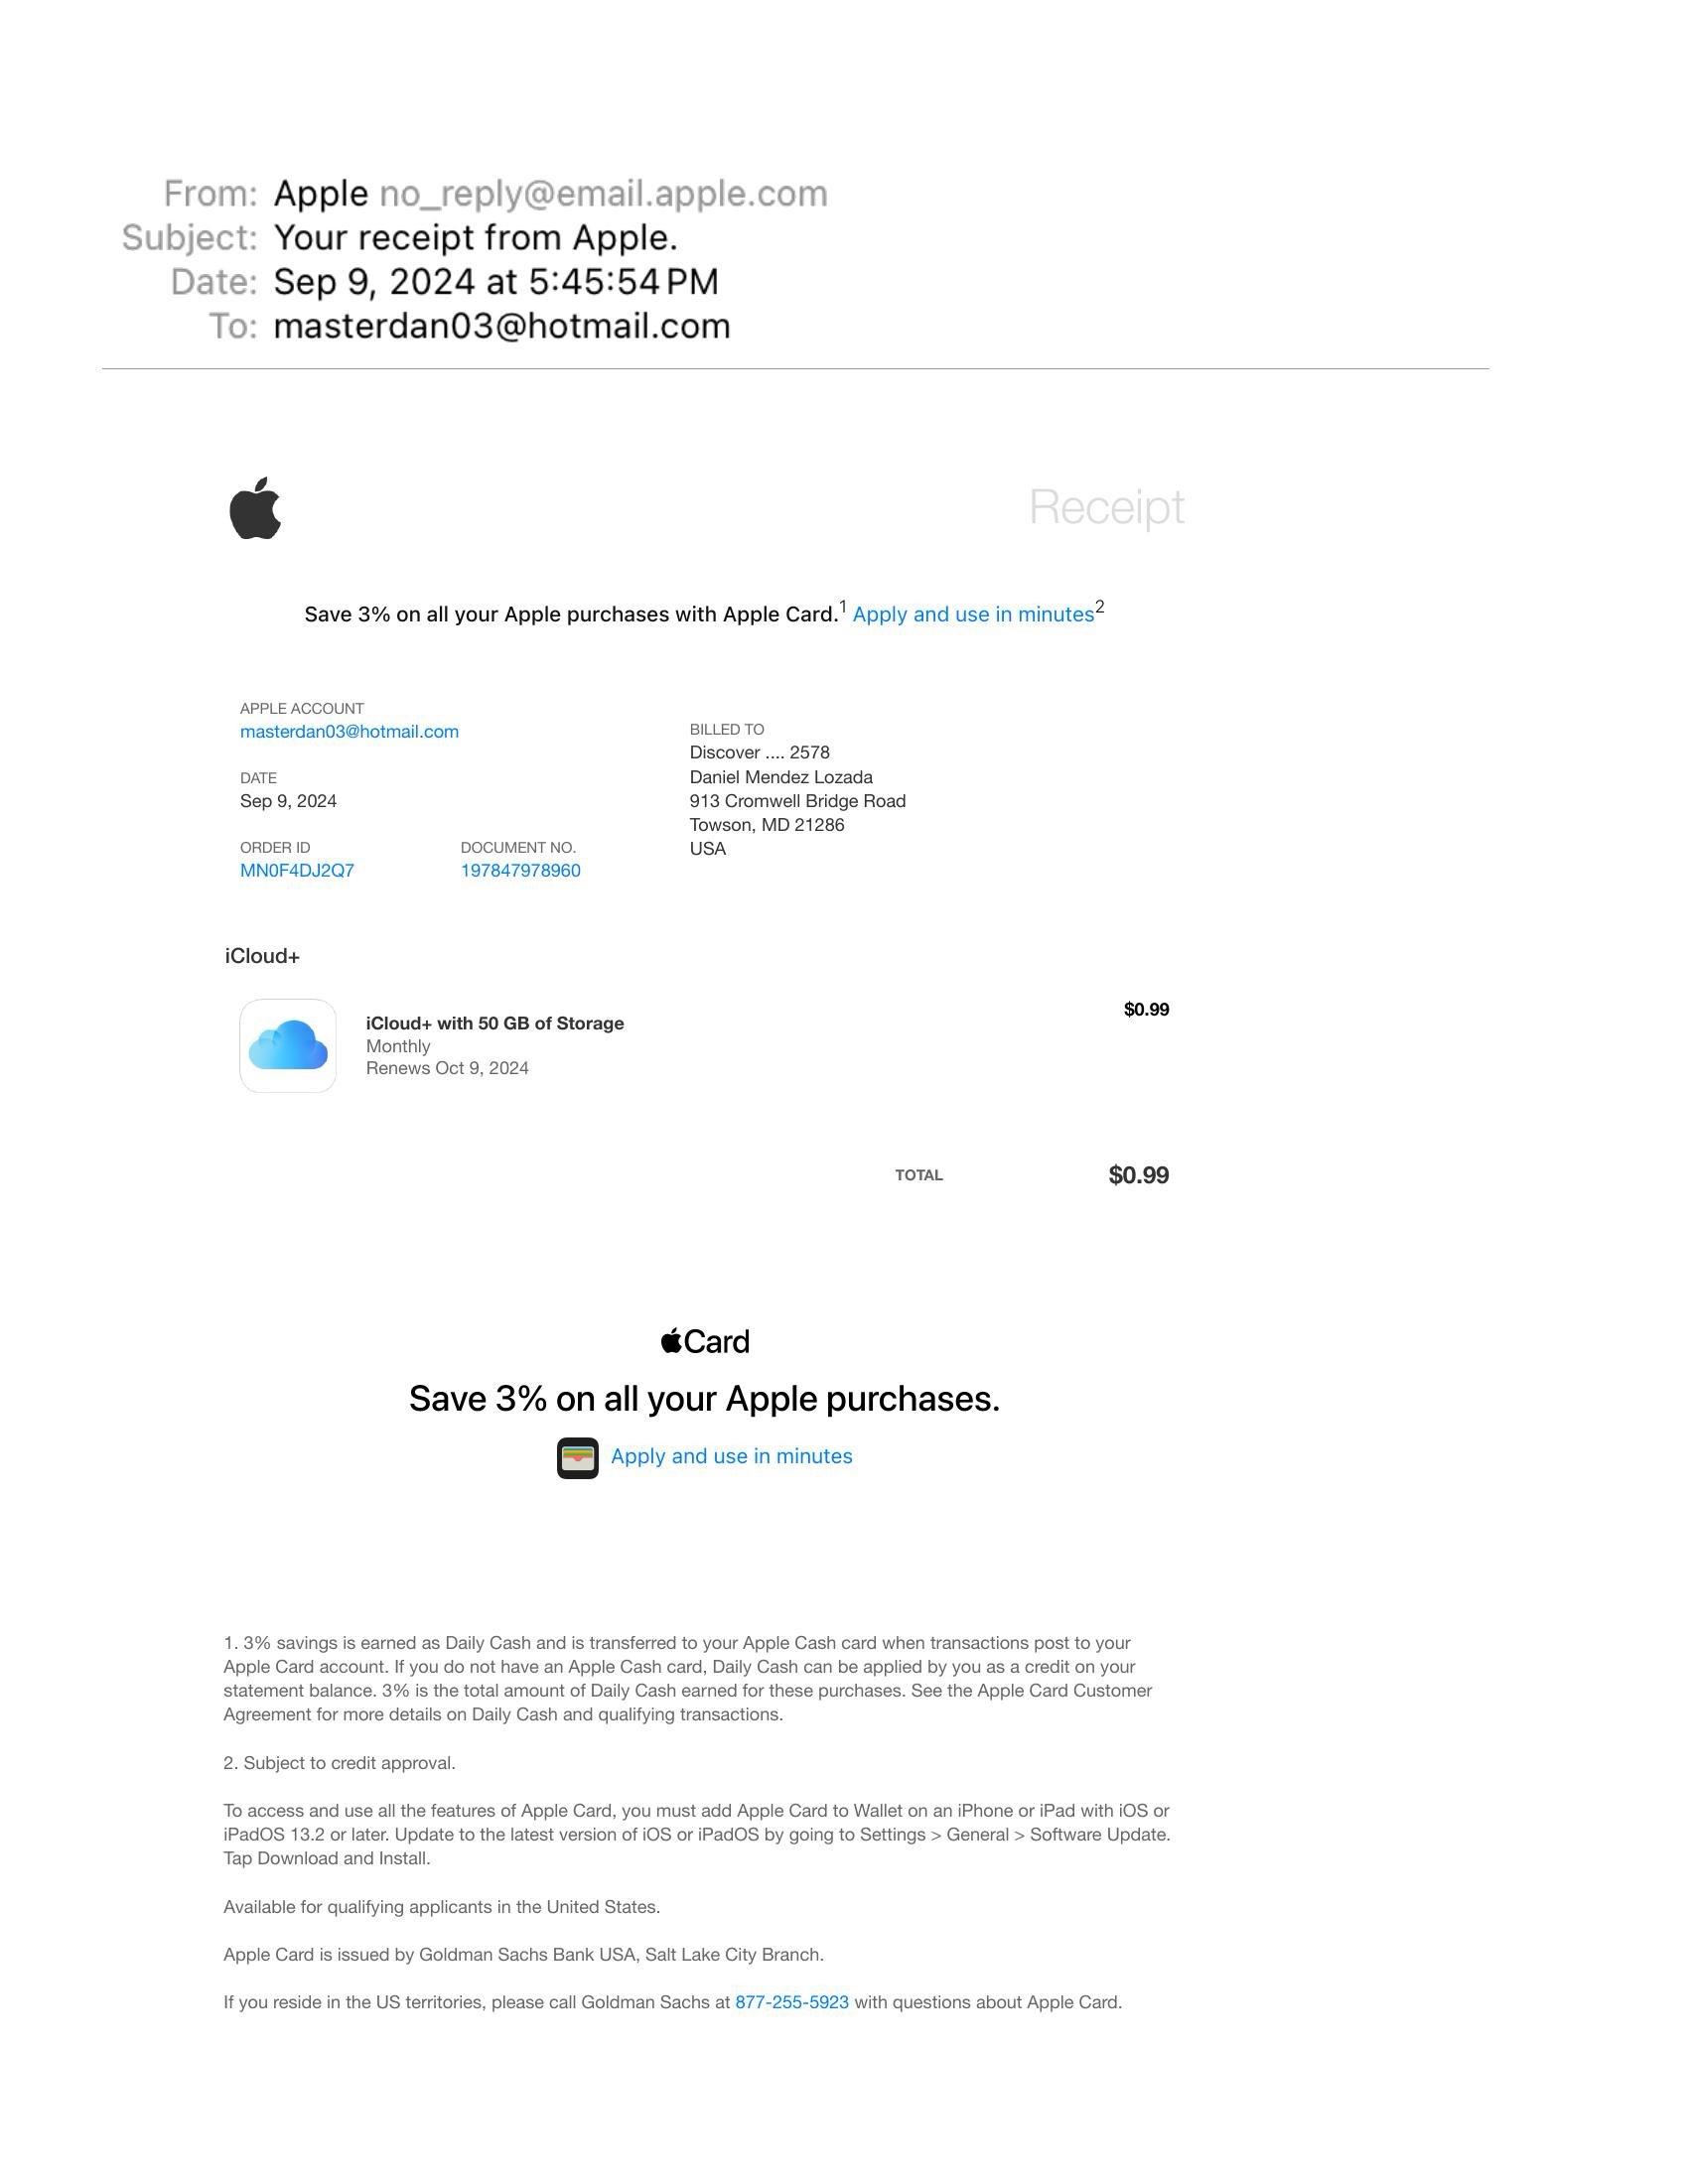 From: Apple no_reply@email.apple.com
Subject: Your receipt from Apple.
Date: Sep 9, 2024 at 5:45:54 PM
To: masterdan03@hotmail.com
Receipt
Save 3% on all your Apple purchases with Apple Card.1 Apply and use in minutes2
APPLE ACCOUNT
masterdan03@hotmail.com
DATE
Sep 9, 2024
ORDER ID
MN0F4DJ2Q7
DOCUMENT NO.
197847978960
BILLED TO
Discover .... 2578
Daniel Mendez Lozada
913 Cromwell Bridge Road
Towson, MD 21286
USA
iCloud+
iCloud+ with 50 GB of Storage
Monthly
Renews Oct 9, 2024
$0.99
TOTAL $0.99
Card
Save 3% on all your Apple purchases.
Apply and use in minutes
1. 3% savings is earned as Daily Cash and is transferred to your Apple Cash card when transactions post to your
Apple Card account. If you do not have an Apple Cash card, Daily Cash can be applied by you as a credit on your
statement balance. 3% is the total amount of Daily Cash earned for these purchases. See the Apple Card Customer
Agreement for more details on Daily Cash and qualifying transactions.
2. Subject to credit approval.
To access and use all the features of Apple Card, you must add Apple Card to Wallet on an iPhone or iPad with iOS or
iPadOS 13.2 or later. Update to the latest version of iOS or iPadOS by going to Settings > General > Software Update.
Tap Download and Install.
Available for qualifying applicants in the United States.
Apple Card is issued by Goldman Sachs Bank USA, Salt Lake City Branch.
If you reside in the US territories, please call Goldman Sachs at 877-255-5923 with questions about Apple Card.